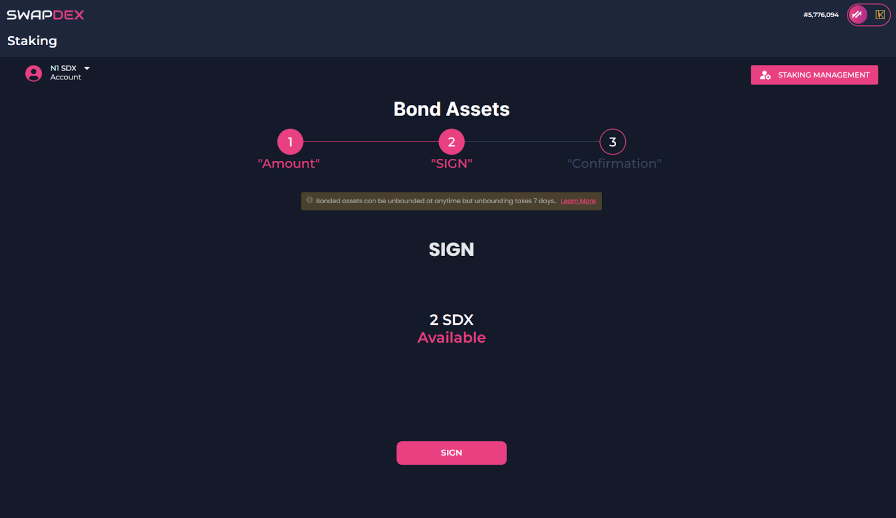 SWAPDEX
#5,776,094
Staking
N1 SDX
Account
STAKING MANAGEMENT
Bond Assets
1
2
3
"Amount"
"SIGN"
"Confirmation"
Bonded assets can be unbounded at anytime but unbounding takes 7 days.. Learn More
SIGN
2 SDX
Available
SIGN